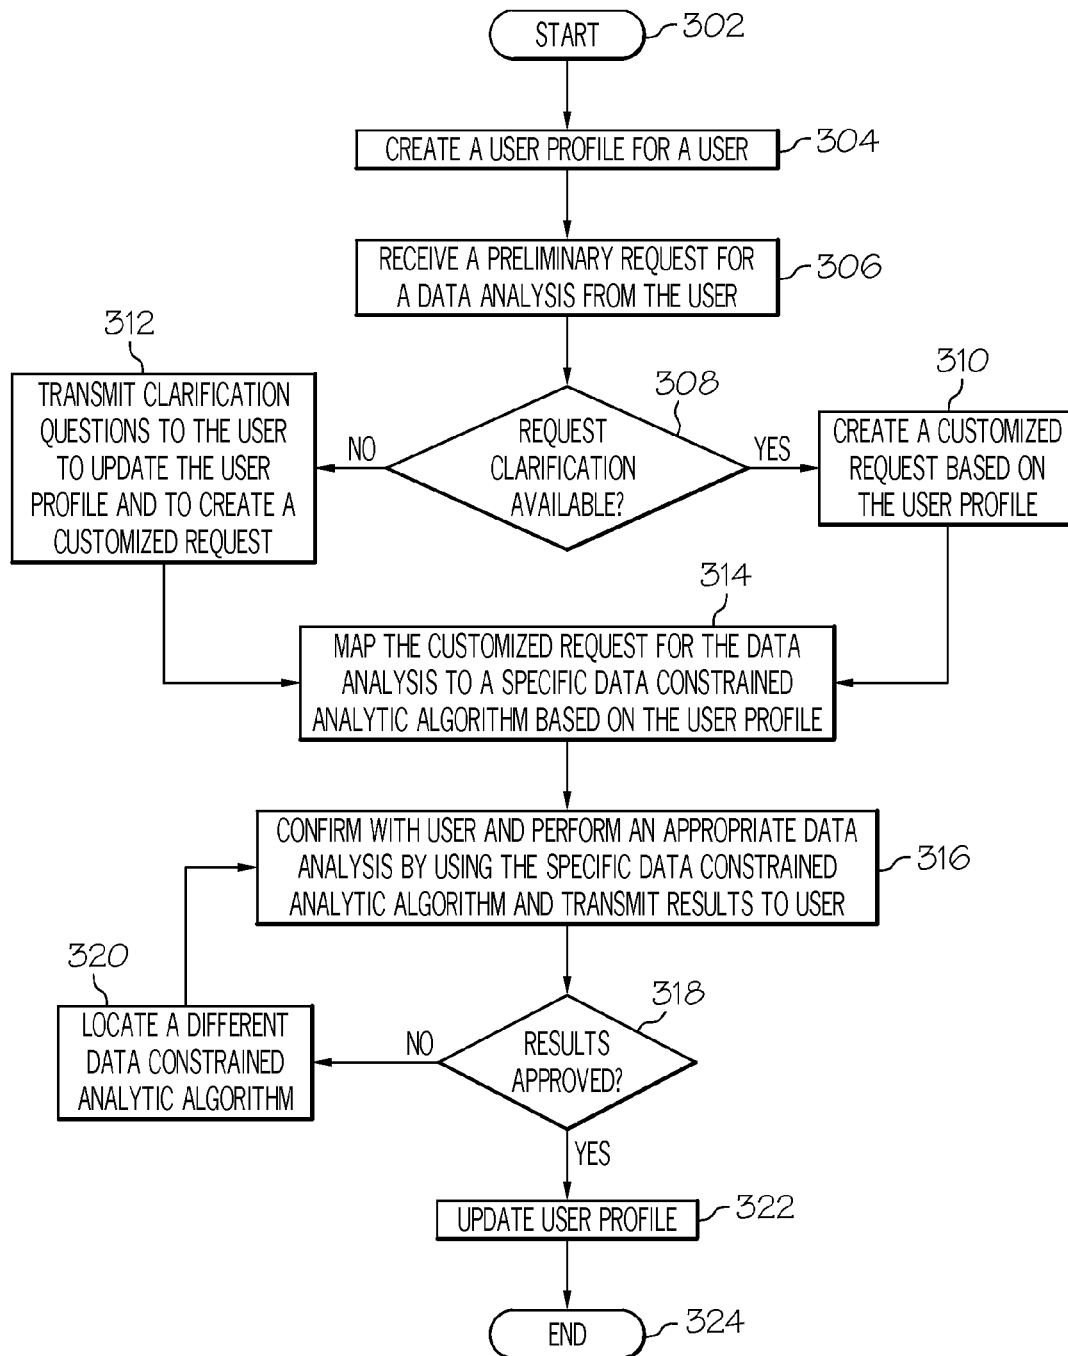 START
302
CREATE A USER PROFILE FOR A USER
304
RECEIVE A PRELIMINARY REQUEST FOR
A DATA ANALYSIS FROM THE USER
306
312
TRANSMIT CLARIFICATION
QUESTIONS TO THE USER
TO UPDATE THE USER
PROFILE AND TO CREATE A
CUSTOMIZED REQUEST
NO
308
REQUEST
CLARIFICATION
AVAILABLE?
YES
310
CREATE A CUSTOMIZED
REQUEST BASED ON
THE USER PROFILE
314
MAP THE CUSTOMIZED REQUEST FOR THE DATA
ANALYSIS TO A SPECIFIC DATA CONSTRAINED
ANALYTIC ALGORITHM BASED ON THE USER PROFILE
CONFIRM WITH USER AND PERFORM AN APPROPRIATE DATA
ANALYSIS BY USING THE SPECIFIC DATA CONSTRAINED
ANALYTIC ALGORITHM AND TRANSMIT RESULTS TO USER
316
320
LOCATE A DIFFERENT
DATA CONSTRAINED
ANALYTIC ALGORITHM
NO
318
RESULTS
APPROVED?
YES
UPDATE USER PROFILE
322
END
324